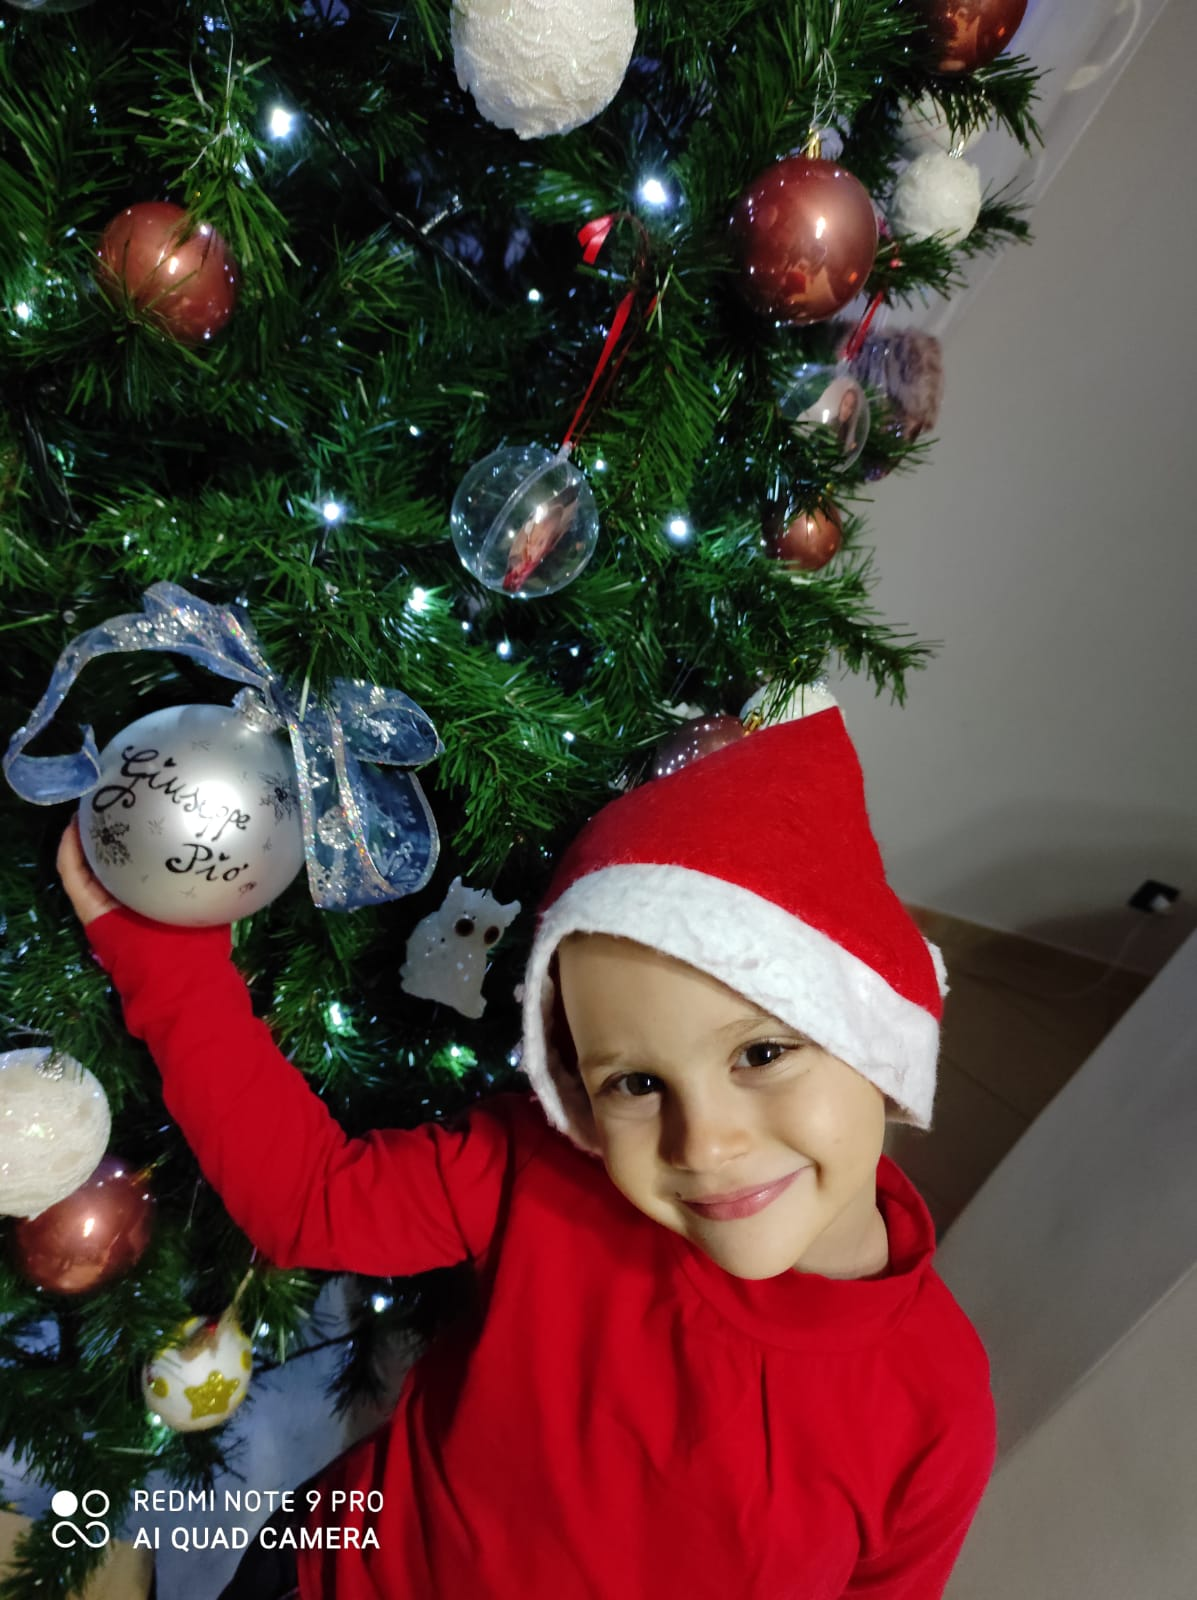 Giuseppe
Pio
REDMI NOTE 9 PRO
AI QUAD CAMERA